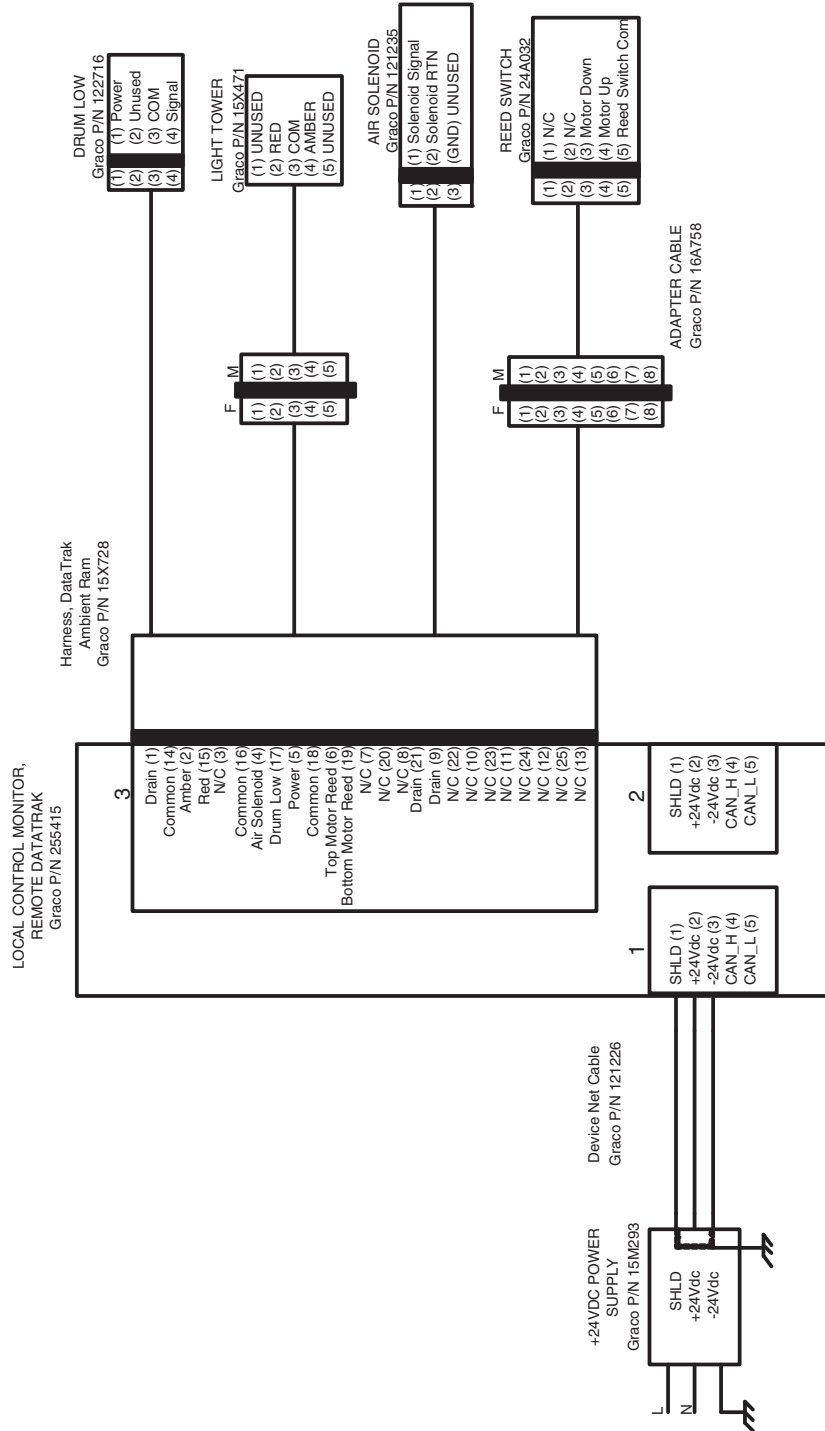 LOCAL CONTROL MONITOR,
REMOTE DATATRAK
Graco P/N 255415
3
Drain (1)
Common (14)
Amber (2)
Red (15)
N/C (3)
Common (16)
Air Solenoid (4)
Drum Low (17)
Power (5)
Common (18)
Top Motor Reed (6)
Bottom Motor Reed (19)
N/C (7)
N/C (20)
N/C (8)
Drain (21)
Drain (9)
N/C (22)
N/C (10)
N/C (23)
N/C (11)
N/C (24)
N/C (12)
N/C (25)
N/C (13)
Harness, DataTrak
Ambient Ram
Graco P/N 15X728
DRUM LOW
Graco P/N 122716
(1) (1) Power
(2) (2) Unused
(3) (3) COM
(4) (4) Signal
LIGHT TOWER
Graco P/N 15X471
(1) UNUSED
(2) RED
(3) COM
(4) AMBER
(5) UNUSED
F M
(1) (1)
(2) (2)
(3) (3)
(4) (4)
(5) (5)
AIR SOLENOID
Graco P/N 121235
(1) (1) Solenoid Signal
(2) (2) Solenoid RTN
(3) (GND) UNUSED
REED SWITCH
Graco P/N 24A032
(1) (1) N/C
(2) (2) N/C
(3) (3) Motor Down
(4) (4) Motor Up
(5) (5) Reed Switch Com
F M
(1) (1)
(2) (2)
(3) (3)
(4) (4)
(5) (5)
(6) (6)
(7) (7)
(8) (8)
ADAPTER CABLE
Graco P/N 16A758
+24VDC POWER
SUPPLY
Graco P/N 15M293
L
N
SHLD
+24Vdc
-24Vdc
Device Net Cable
Graco P/N 121226
1
SHLD (1)
+24Vdc (2)
-24Vdc (3)
CAN_H (4)
CAN_L (5)
2
SHLD (1)
+24Vdc (2)
-24Vdc (3)
CAN_H (4)
CAN_L (5)